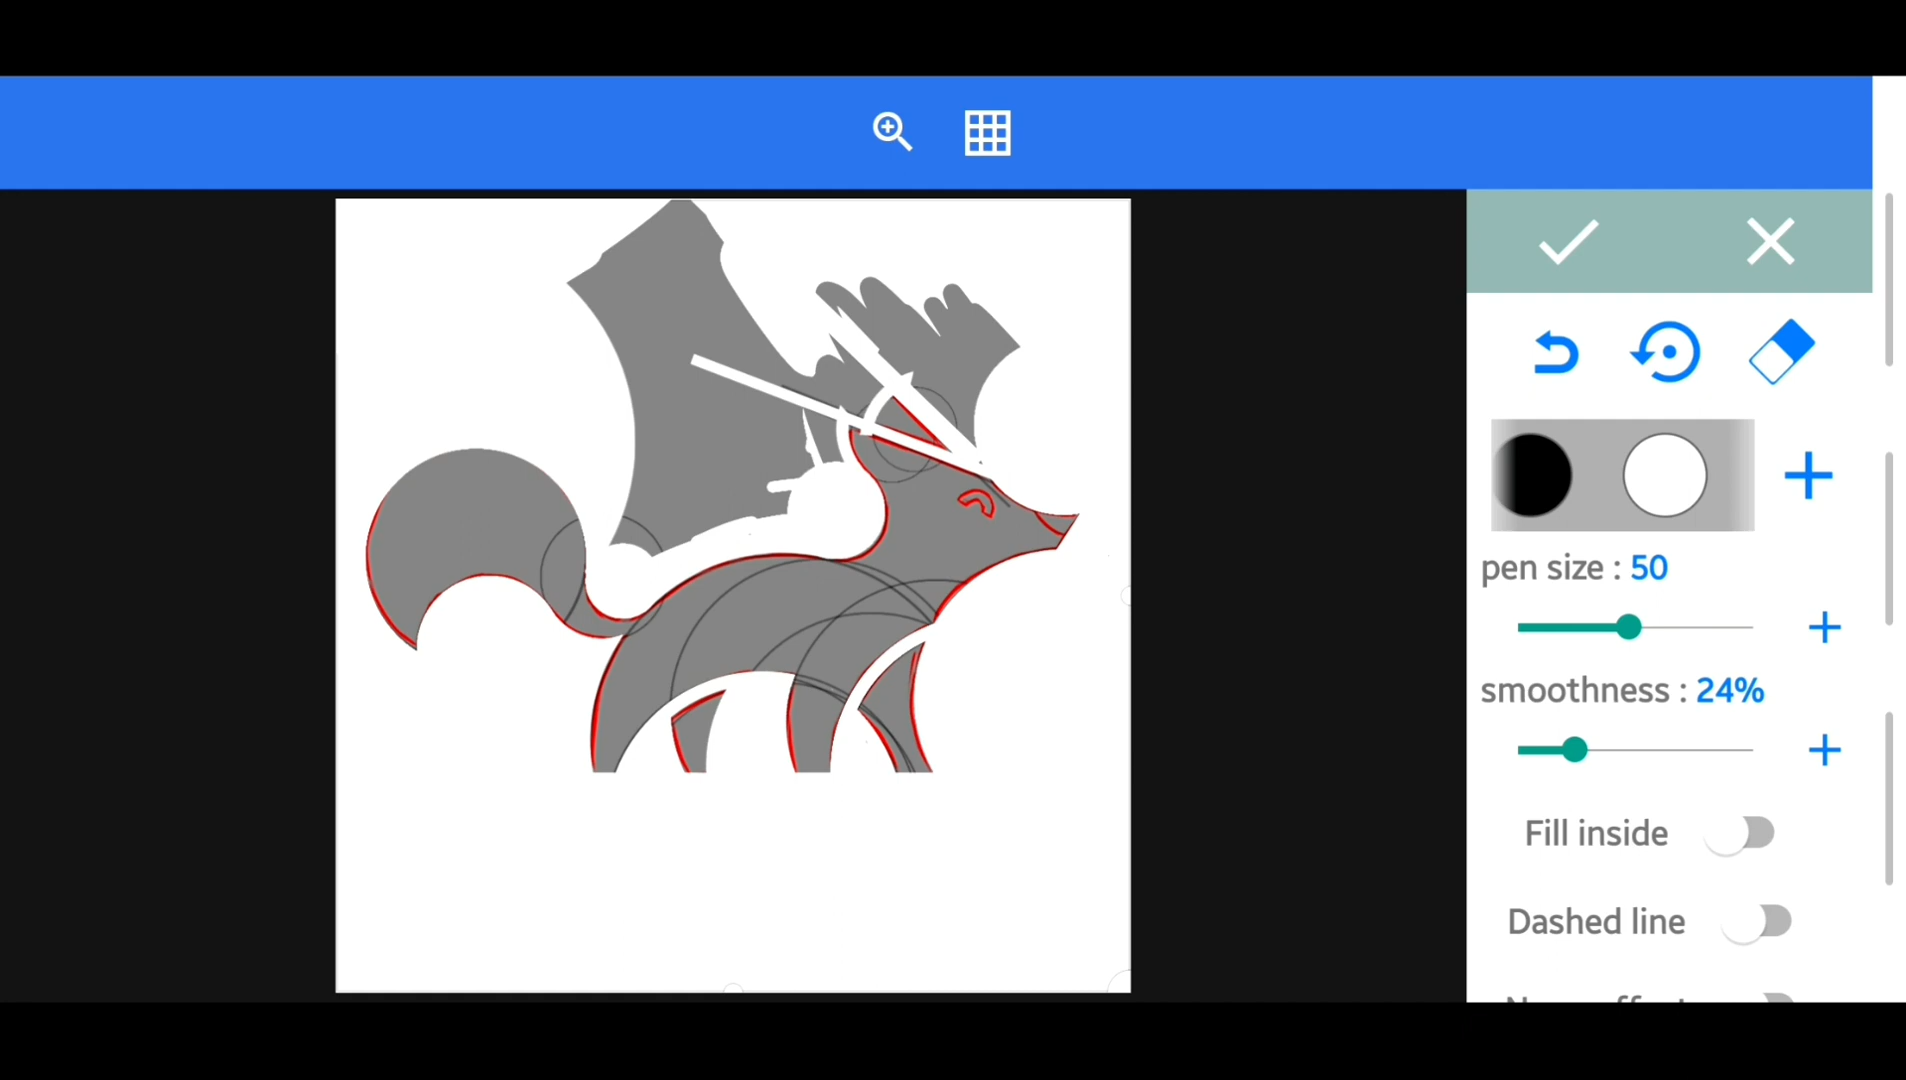 pen size : 50
smoothness : 24%
Fill inside
Dashed line